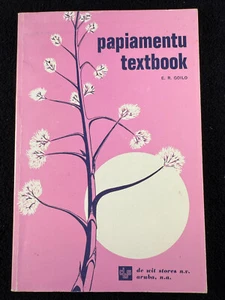 papiamentu
textbook
E. R. GOILO
de wit stores n.v.
aruba, n.a.